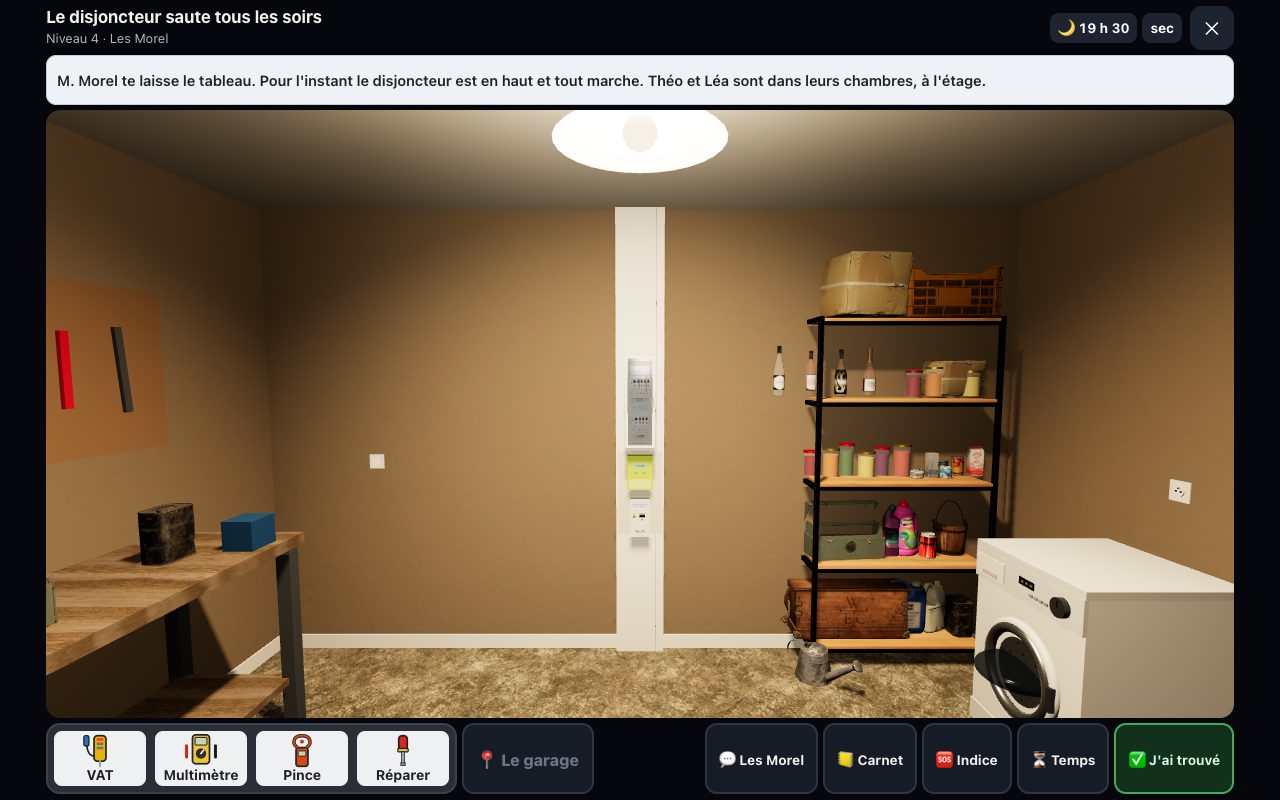 Le disjoncteur saute tous les soirs
Niveau 4 · Les Morel
🌙 19 h 30
sec
M. Morel te laisse le tableau. Pour l'instant le disjoncteur est en haut et tout marche. Théo et Léa sont dans leurs chambres, à l'étage.
VAT
Multimètre
Pince
Réparer
📍 Le garage
💬 Les Morel
📒 Carnet
🆘 Indice
⏳ Temps
✅ J'ai trouvé